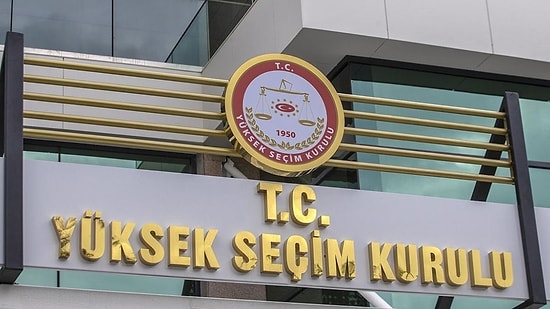 T.C.
1950
YÜKSEK SEÇİM KURULU
T.C.
YÜKSEK SEÇİM KURULU